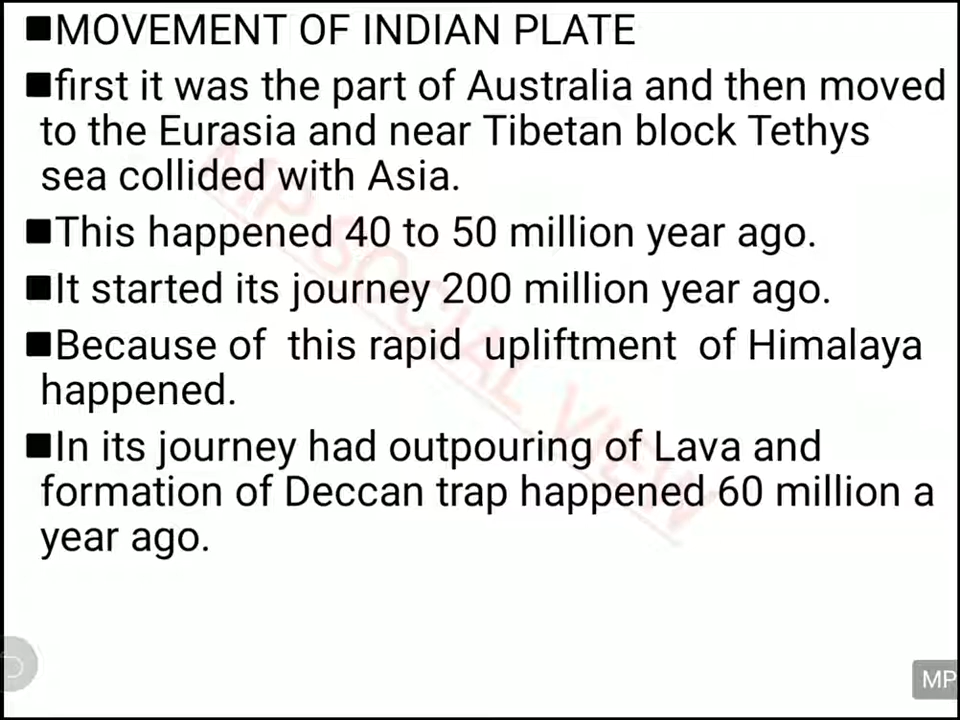 ■MOVEMENT OF INDIAN PLATE
■first it was the part of Australia and then moved
to the Eurasia and near Tibetan block Tethys
sea collided with Asia.
■This happened 40 to 50 million year ago.
■It started its journey 200 million year ago.
■Because of this rapid upliftment of Himalaya
happened.
■In its journey had outpouring of Lava and
formation of Deccan trap happened 60 million a
year ago.
MP SOCIAL VIEW
MP